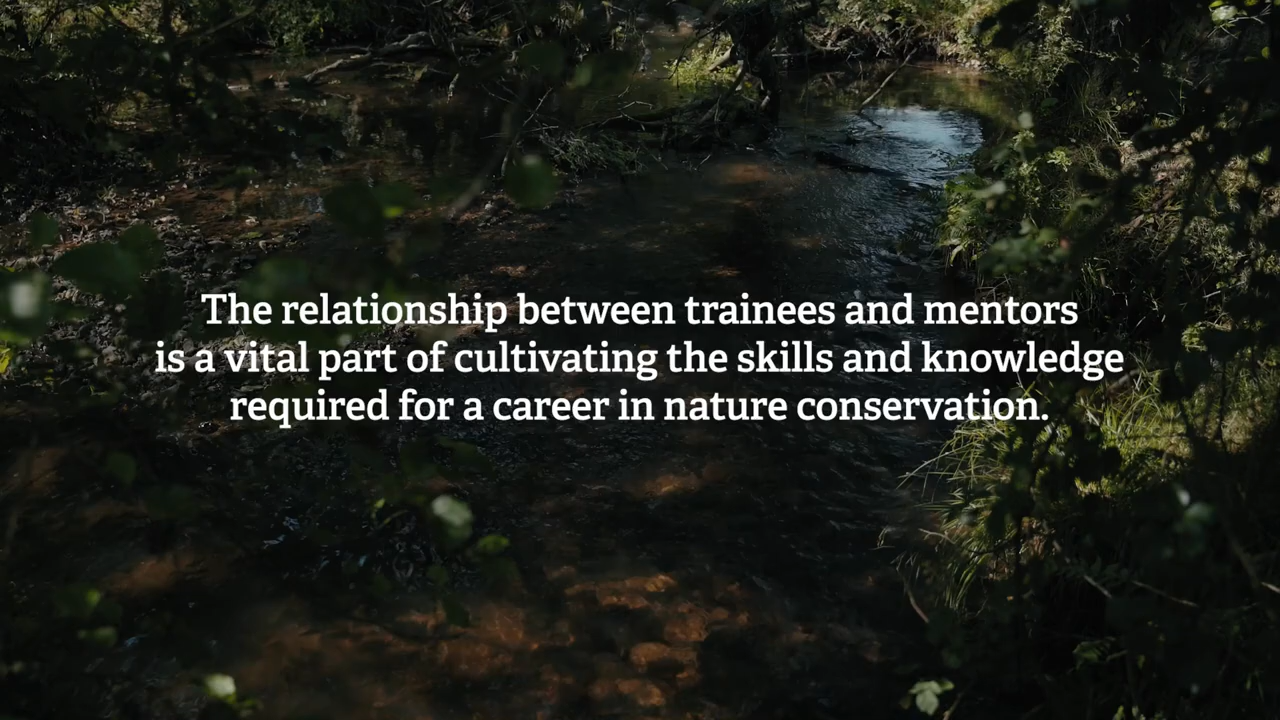 The relationship between trainees and mentors
is a vital part of cultivating the skills and knowledge
required for a career in nature conservation.